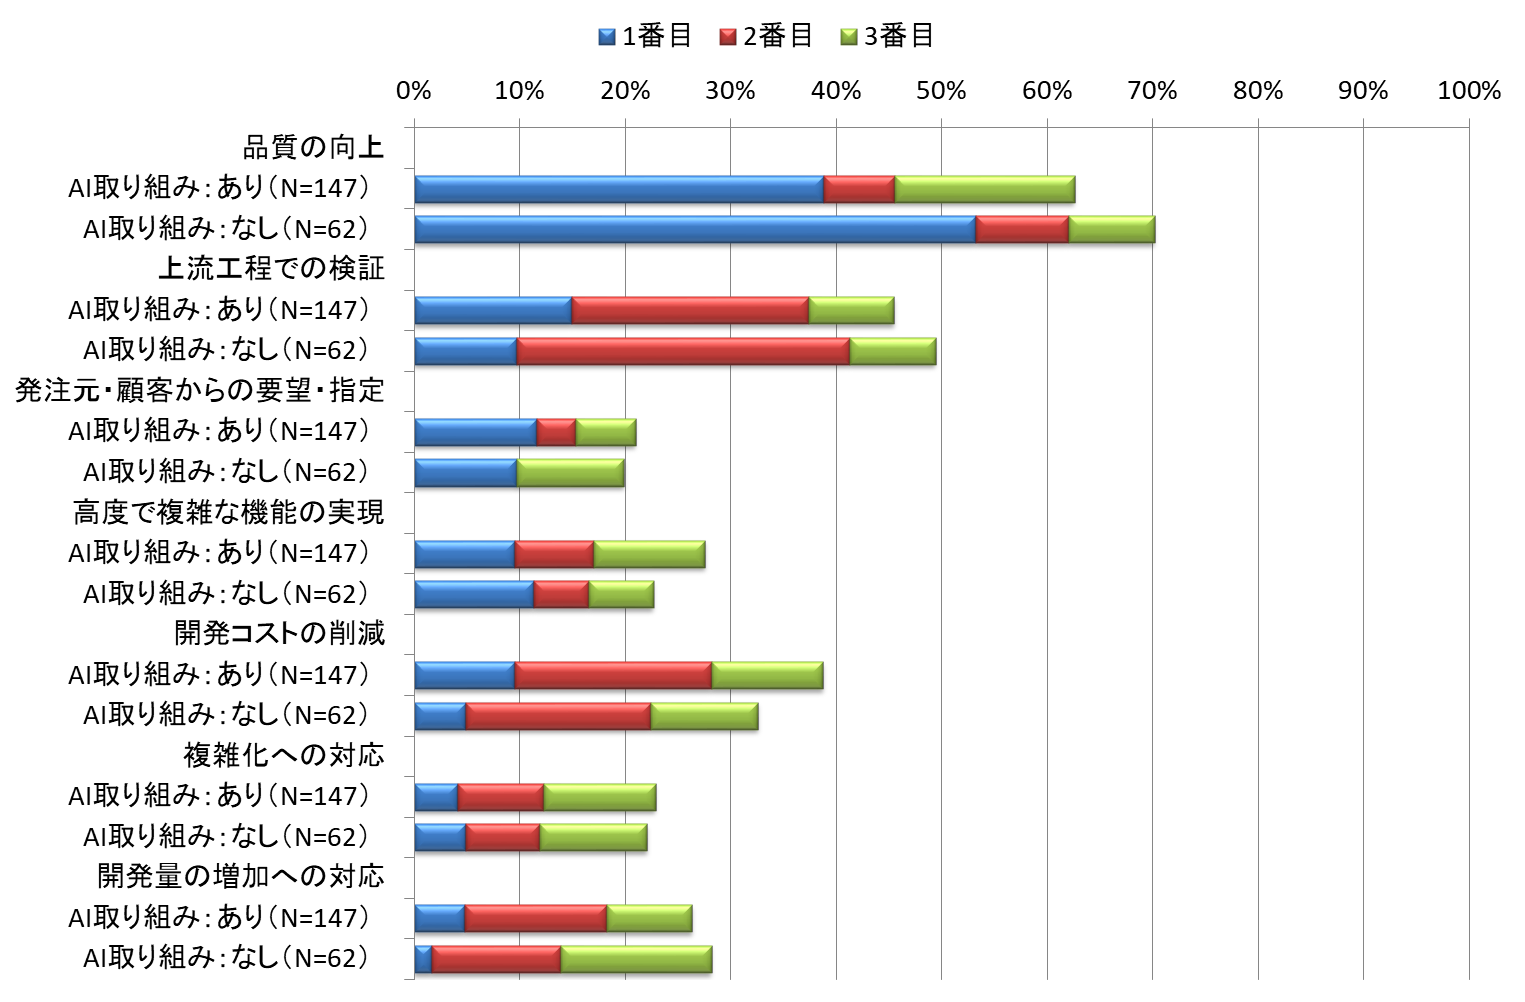 1番目 2番目 3番目
0% 10% 20% 30% 40% 50% 60% 70% 80% 90% 100%
品質の向上
AI取り組み：あり（N=147）
AI取り組み：なし（N=62）
上流工程での検証
AI取り組み：あり（N=147）
AI取り組み：なし（N=62）
発注元・顧客からの要望・指定
AI取り組み：あり（N=147）
AI取り組み：なし（N=62）
高度で複雑な機能の実現
AI取り組み：あり（N=147）
AI取り組み：なし（N=62）
開発コストの削減
AI取り組み：あり（N=147）
AI取り組み：なし（N=62）
複雑化への対応
AI取り組み：あり（N=147）
AI取り組み：なし（N=62）
開発量の増加への対応
AI取り組み：あり（N=147）
AI取り組み：なし（N=62）